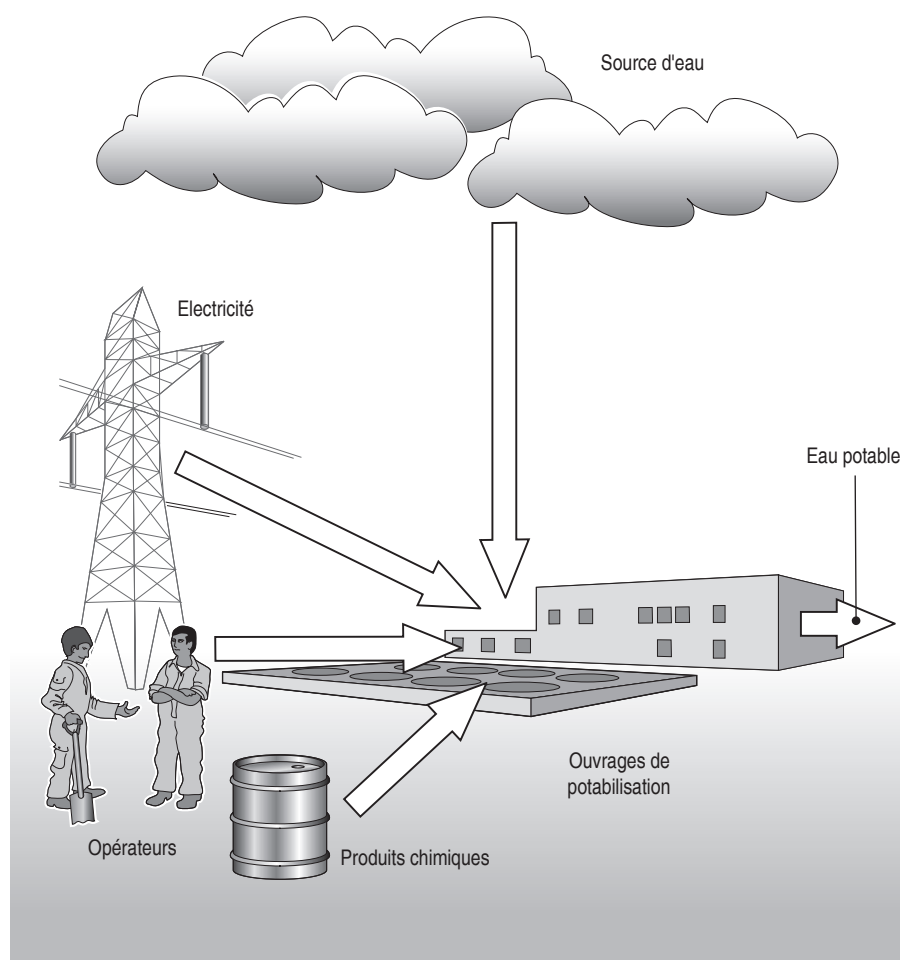 Source d'eau
Electricité
Eau potable
Ouvrages de
potabilisation
Opérateurs
Produits chimiques